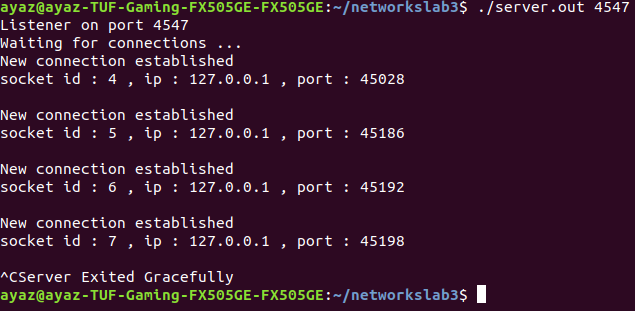 ayaz@ayaz-TUF-Gaming-FX505GE-FX505GE:~/networkslab3$ ./server.out 4547
Listener on port 4547
Waiting for connections ...
New connection established
socket id : 4 , ip : 127.0.0.1 , port : 45028
New connection established
socket id : 5 , ip : 127.0.0.1 , port : 45186
New connection established
socket id : 6 , ip : 127.0.0.1 , port : 45192
New connection established
socket id : 7 , ip : 127.0.0.1 , port : 45198
^CServer Exited Gracefully
ayaz@ayaz-TUF-Gaming-FX505GE-FX505GE:~/networkslab3$